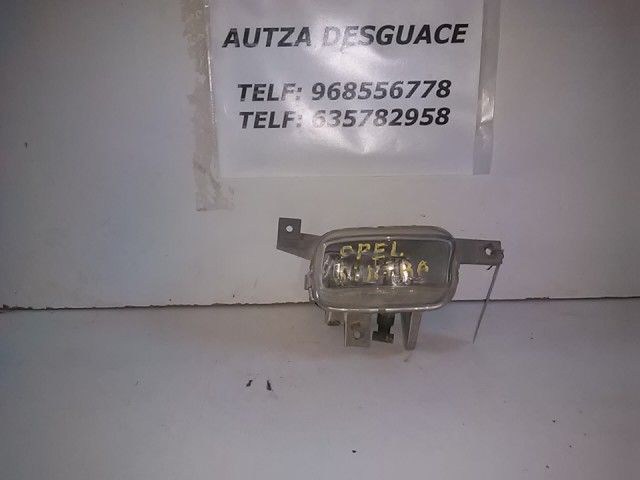 AUTZA DESGUACE
TELF: 968556778
TELF: 635782958
OPEL